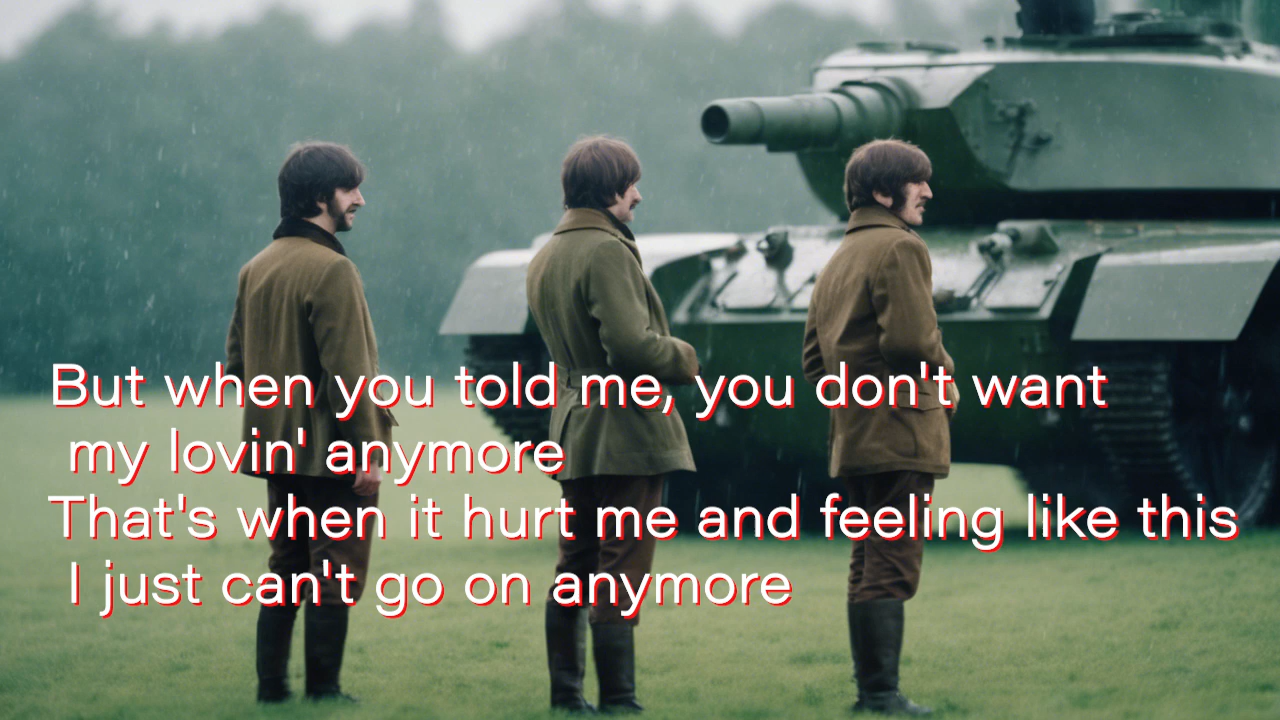 But when you told me, you don't want
my lovin' anymore
That's when it hurt me and feeling like this
I just can't go on anymore